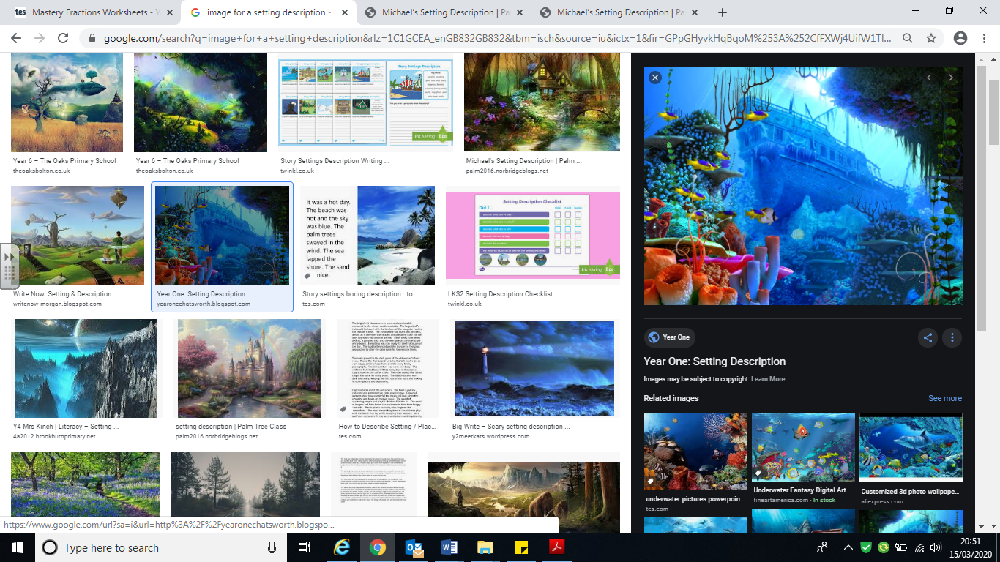 tes Mastery Fractions Worksheets - Y
image for a setting description -
Michael's Setting Description | Pa
Michael's Setting Description | Pa
google.com/search?q=image+for+a+setting+description&rlz=1C1GCEA_enGB832GB832&tbm=isch&source=iu&ictx=1&fir=GPpGHyvkHqBqoM%253A%252CfFXWj4UifW1Tl...
Story Settings Description
Ink saving Eco
Year 6 – The Oaks Primary School
theoaksbolton.co.uk
Year 6 – The Oaks Primary School
theoaksbolton.co.uk
Story Settings Description Writing ...
twinkl.co.uk
Michael's Setting Description | Palm ...
palm2016.norbridgeblogs.net
It was a hot day.
The beach was
hot and the sky
was blue. The
palm trees
swayed in the
wind. The sea
lapped the
shore. The sand
nice.
Setting Description Checklist
Did I...
Ink saving Eco
Write Now: Setting & Description
writenow-morgan.blogspot.com
Year One: Setting Description
yearonechatsworth.blogspot.com
Story settings boring description...to ...
tes.com
LKS2 Setting Description Checklist ...
twinkl.co.uk
Y4 Mrs Kinch | Literacy – Setting ...
4a2012.brookburnprimary.net
setting description | Palm Tree Class
palm2016.norbridgeblogs.net
How to Describe Setting / Plac...
tes.com
Big Write – Scary setting description ...
y2meerkats.wordpress.com
Year One
Year One: Setting Description
Images may be subject to copyright. Learn More
Related images
See more
underwater pictures powerpoin...
tes.com
Underwater Fantasy Digital Art ...
fineartamerica.com - In stock
Customized 3d photo wallpape...
aliexpress.com
https://www.google.com/url?sa=i&url=http%3A%2F%2Fyearonechatsworth.blogspo...
Type here to search
20:51
15/03/2020